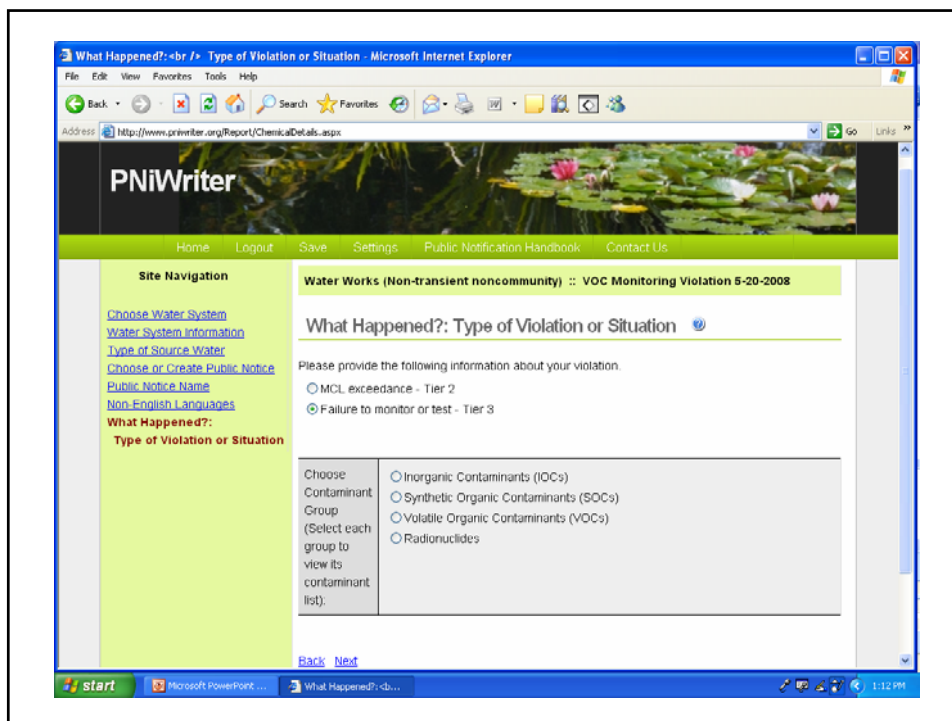 What Happened?:<br /> Type of Violation or Situation - Microsoft Internet Explorer
File Edit View Favorites Tools Help
Back Search Favorites
Address http://www.pniwriter.org/Report/ChemicalDetails.aspx Go Links »
PNiWriter
Home Logout Save Settings Public Notification Handbook Contact Us
Site Navigation
Choose Water System
Water System Information
Type of Source Water
Choose or Create Public Notice
Public Notice Name
Non-English Languages
What Happened?:
Type of Violation or Situation
Water Works (Non-transient noncommunity) :: VOC Monitoring Violation 5-20-2008
What Happened?: Type of Violation or Situation ?
Please provide the following information about your violation.
MCL exceedance - Tier 2
Failure to monitor or test - Tier 3
Choose
Contaminant
Group
(Select each
group to
view its
contaminant
list):
Inorganic Contaminants (IOCs)
Synthetic Organic Contaminants (SOCs)
Volatile Organic Contaminants (VOCs)
Radionuclides
Back Next
start Microsoft PowerPoint ... What Happened?:<b... 1:12 PM